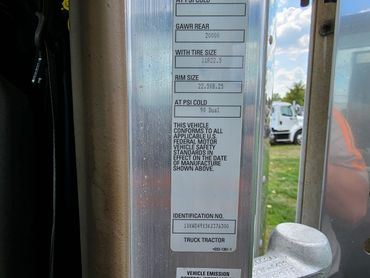 AT PSI COLD
GAWR REAR
20000
WITH TIRE SIZE
11R22.5
RIM SIZE
22.5X8.25
AT PSI COLD
90 Dual
THIS VEHICLE
CONFORMS TO ALL
APPLICABLE U.S.
FEDERAL MOTOR
VEHICLE SAFETY
STANDARDS IN
EFFECT ON THE DATE
OF MANUFACTURE
SHOWN ABOVE.
IDENTIFICATION NO.
TRUCK TRACTOR
VEHICLE EMISSION